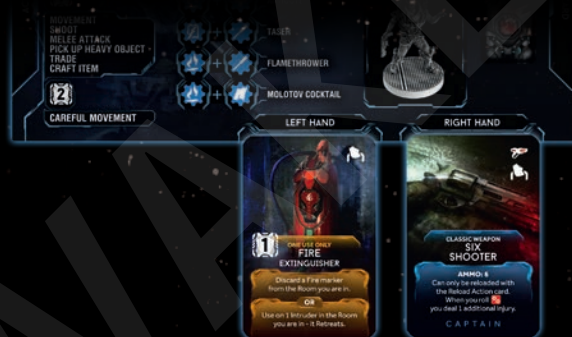 MOVEMENT
SHOOT
MELEE ATTACK
PICK UP HEAVY OBJECT
TRADE
CRAFT ITEM
2
CAREFUL MOVEMENT
+ TASER
+ FLAMETHROWER
+ MOLOTOV COCKTAIL
LEFT HAND
1
ONE USE ONLY
FIRE
EXTINGUISHER
Discard a Fire marker
from the Room you are in.
OR
Use on 1 Intruder in the Room
you are in - it Retreats.
RIGHT HAND
CLASSIC WEAPON
SIX
SHOOTER
AMMO: 6
Can only be reloaded with
the Reload Action card.
When you roll
you deal 1 additional injury.
CAPTAIN